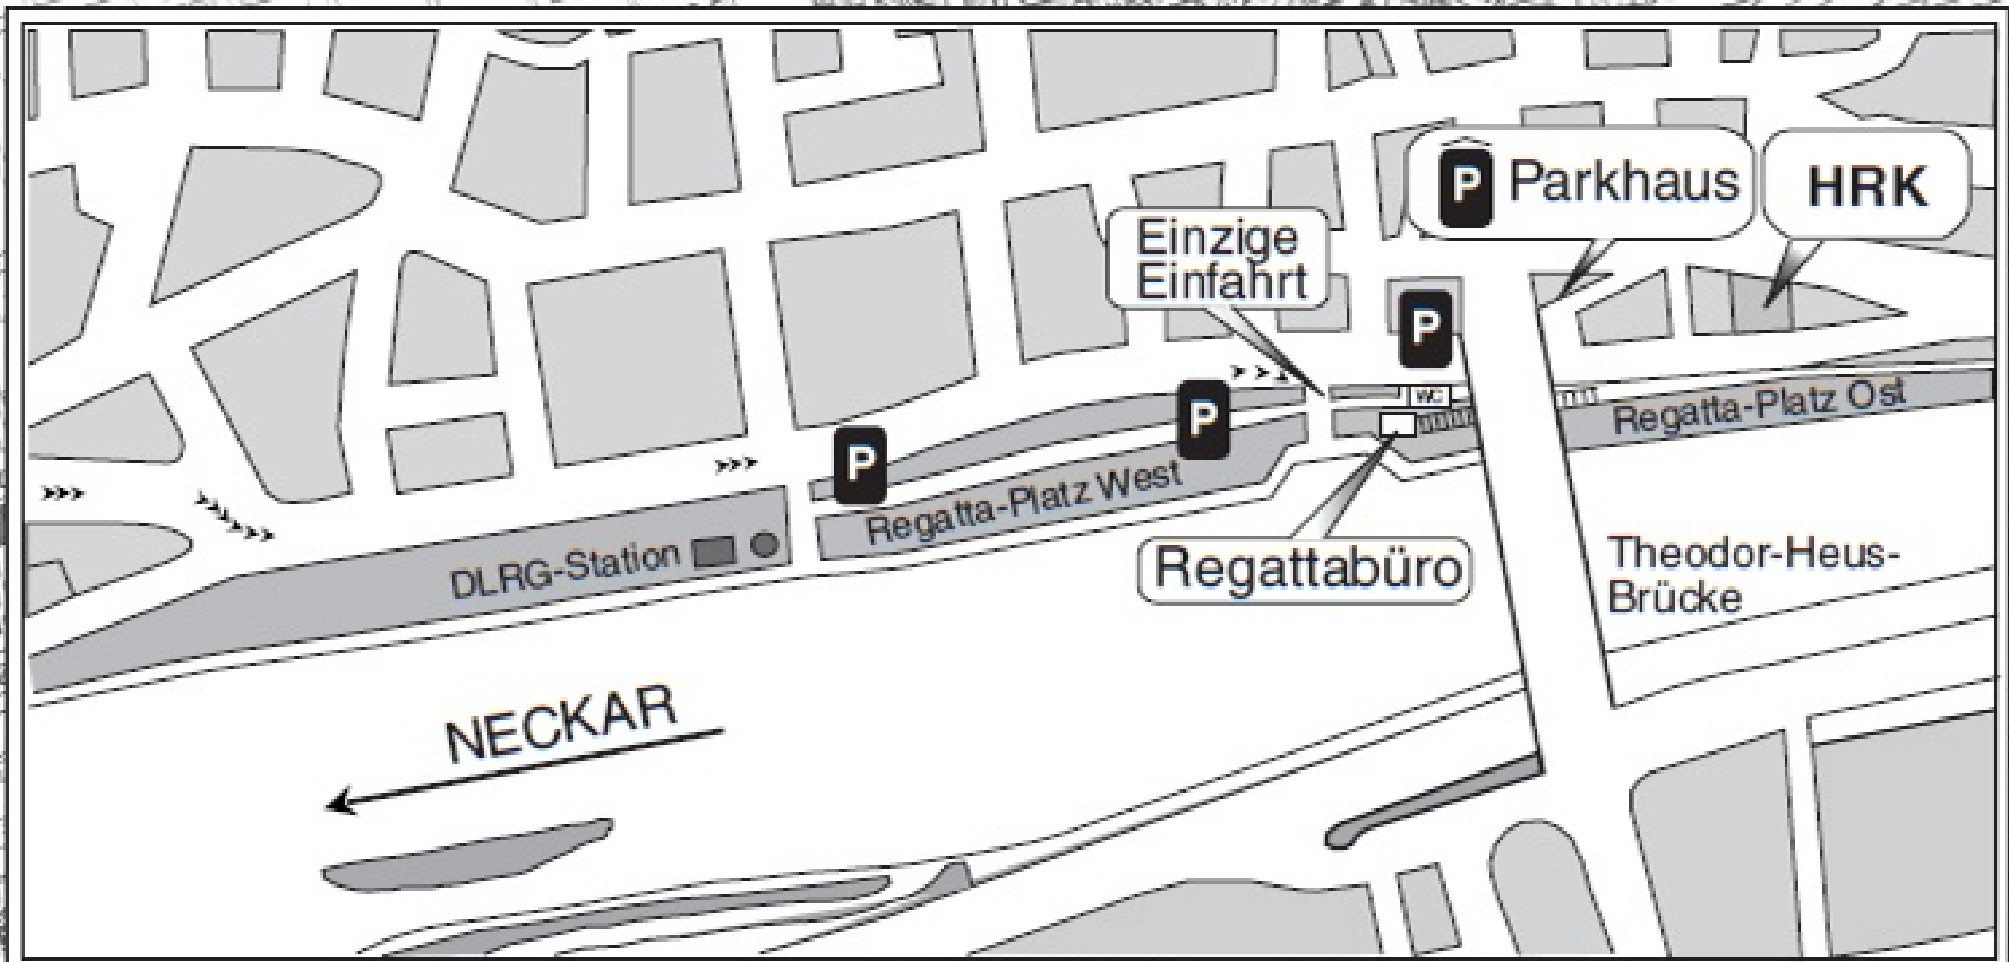 P Parkhaus
HRK
Einzige
Einfahrt
P
P
WC
P
Regatta-Platz Ost
Regatta-Platz West
DLRG-Station
Regattabüro
Theodor-Heus-
Brücke
NECKAR